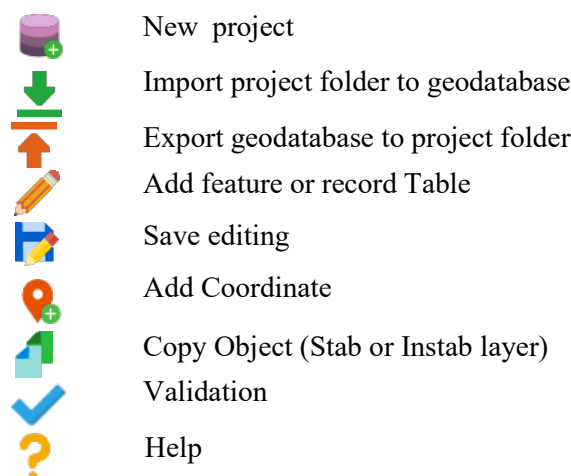 New project
Import project folder to geodatabase
Export geodatabase to project folder
Add feature or record Table
Save editing
Add Coordinate
Copy Object (Stab or Instab layer)
Validation
Help